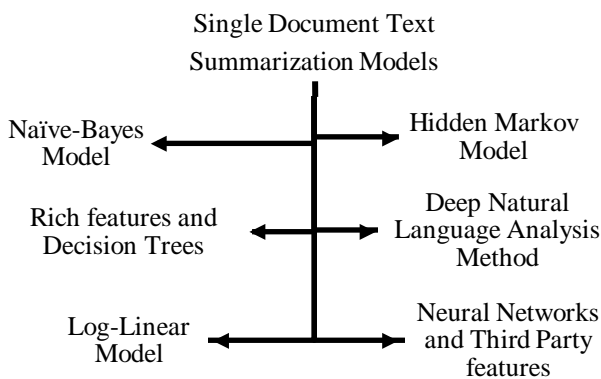 Single Document Text
Summarization Models
Naïve-Bayes
Model
Hidden Markov
Model
Rich features and
Decision Trees
Deep Natural
Language Analysis
Method
Log-Linear
Model
Neural Networks
and Third Party
features